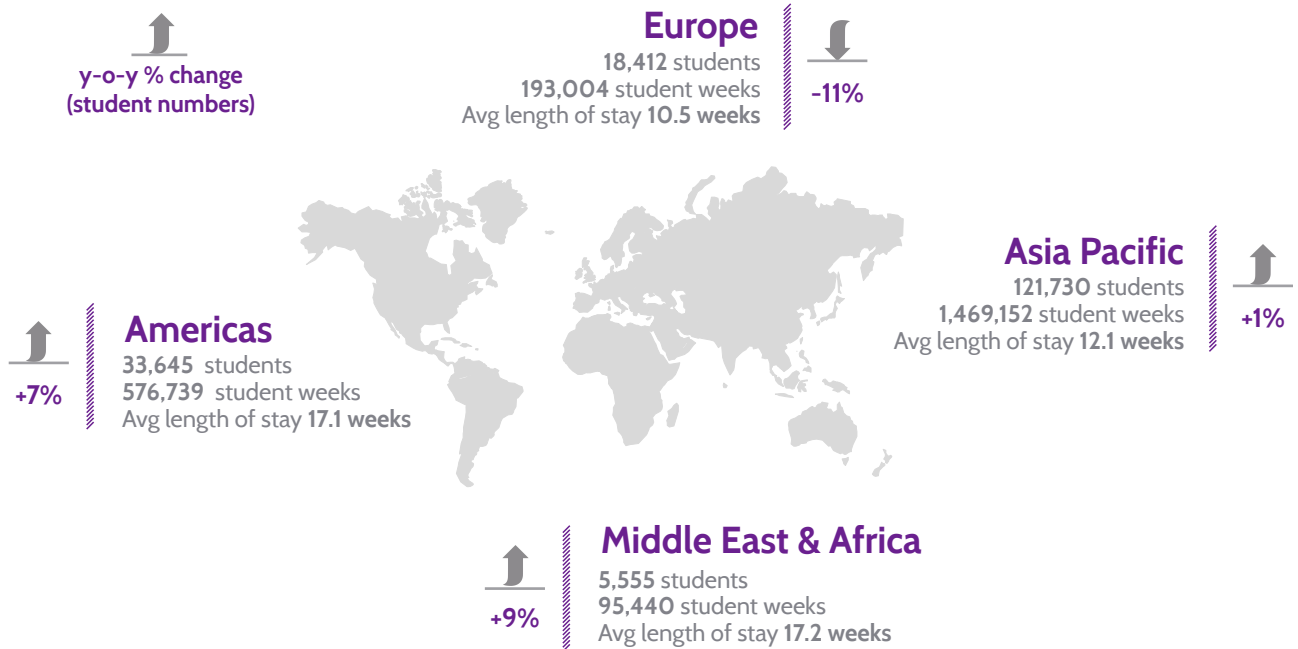 y-o-y % change
(student numbers)
Europe
18,412 students
193,004 student weeks
Avg length of stay 10.5 weeks
-11%
Asia Pacific
121,730 students
1,469,152 student weeks
Avg length of stay 12.1 weeks
+1%
Americas
33,645 students
576,739 student weeks
Avg length of stay 17.1 weeks
+7%
Middle East & Africa
5,555 students
95,440 student weeks
Avg length of stay 17.2 weeks
+9%